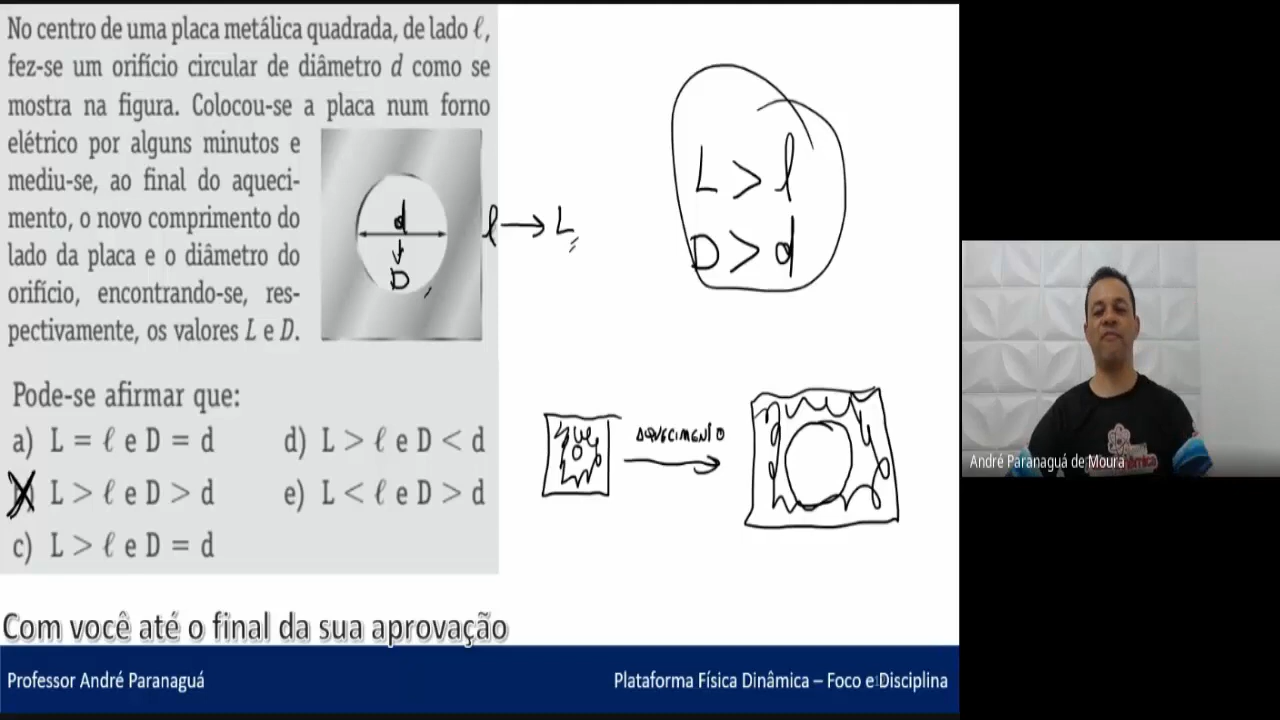 No centro de uma placa metálica quadrada, de lado ℓ,
fez-se um orifício circular de diâmetro d como se
mostra na figura. Colocou-se a placa num forno
elétrico por alguns minutos e
mediu-se, ao final do aqueci-
mento, o novo comprimento do
lado da placa e o diâmetro do
orifício, encontrando-se, res-
pectivamente, os valores L e D.
d
D
ℓ → L
L > ℓ
D > d
Pode-se afirmar que:
a) L = ℓ e D = d
L > ℓ e D > d
c) L > ℓ e D = d
d) L > ℓ e D < d
e) L < ℓ e D > d
AQUECIMENTO
Com você até o final da sua aprovação
Professor André Paranaguá
Plataforma Física Dinâmica – Foco e Disciplina
André Paranaguá de Moura